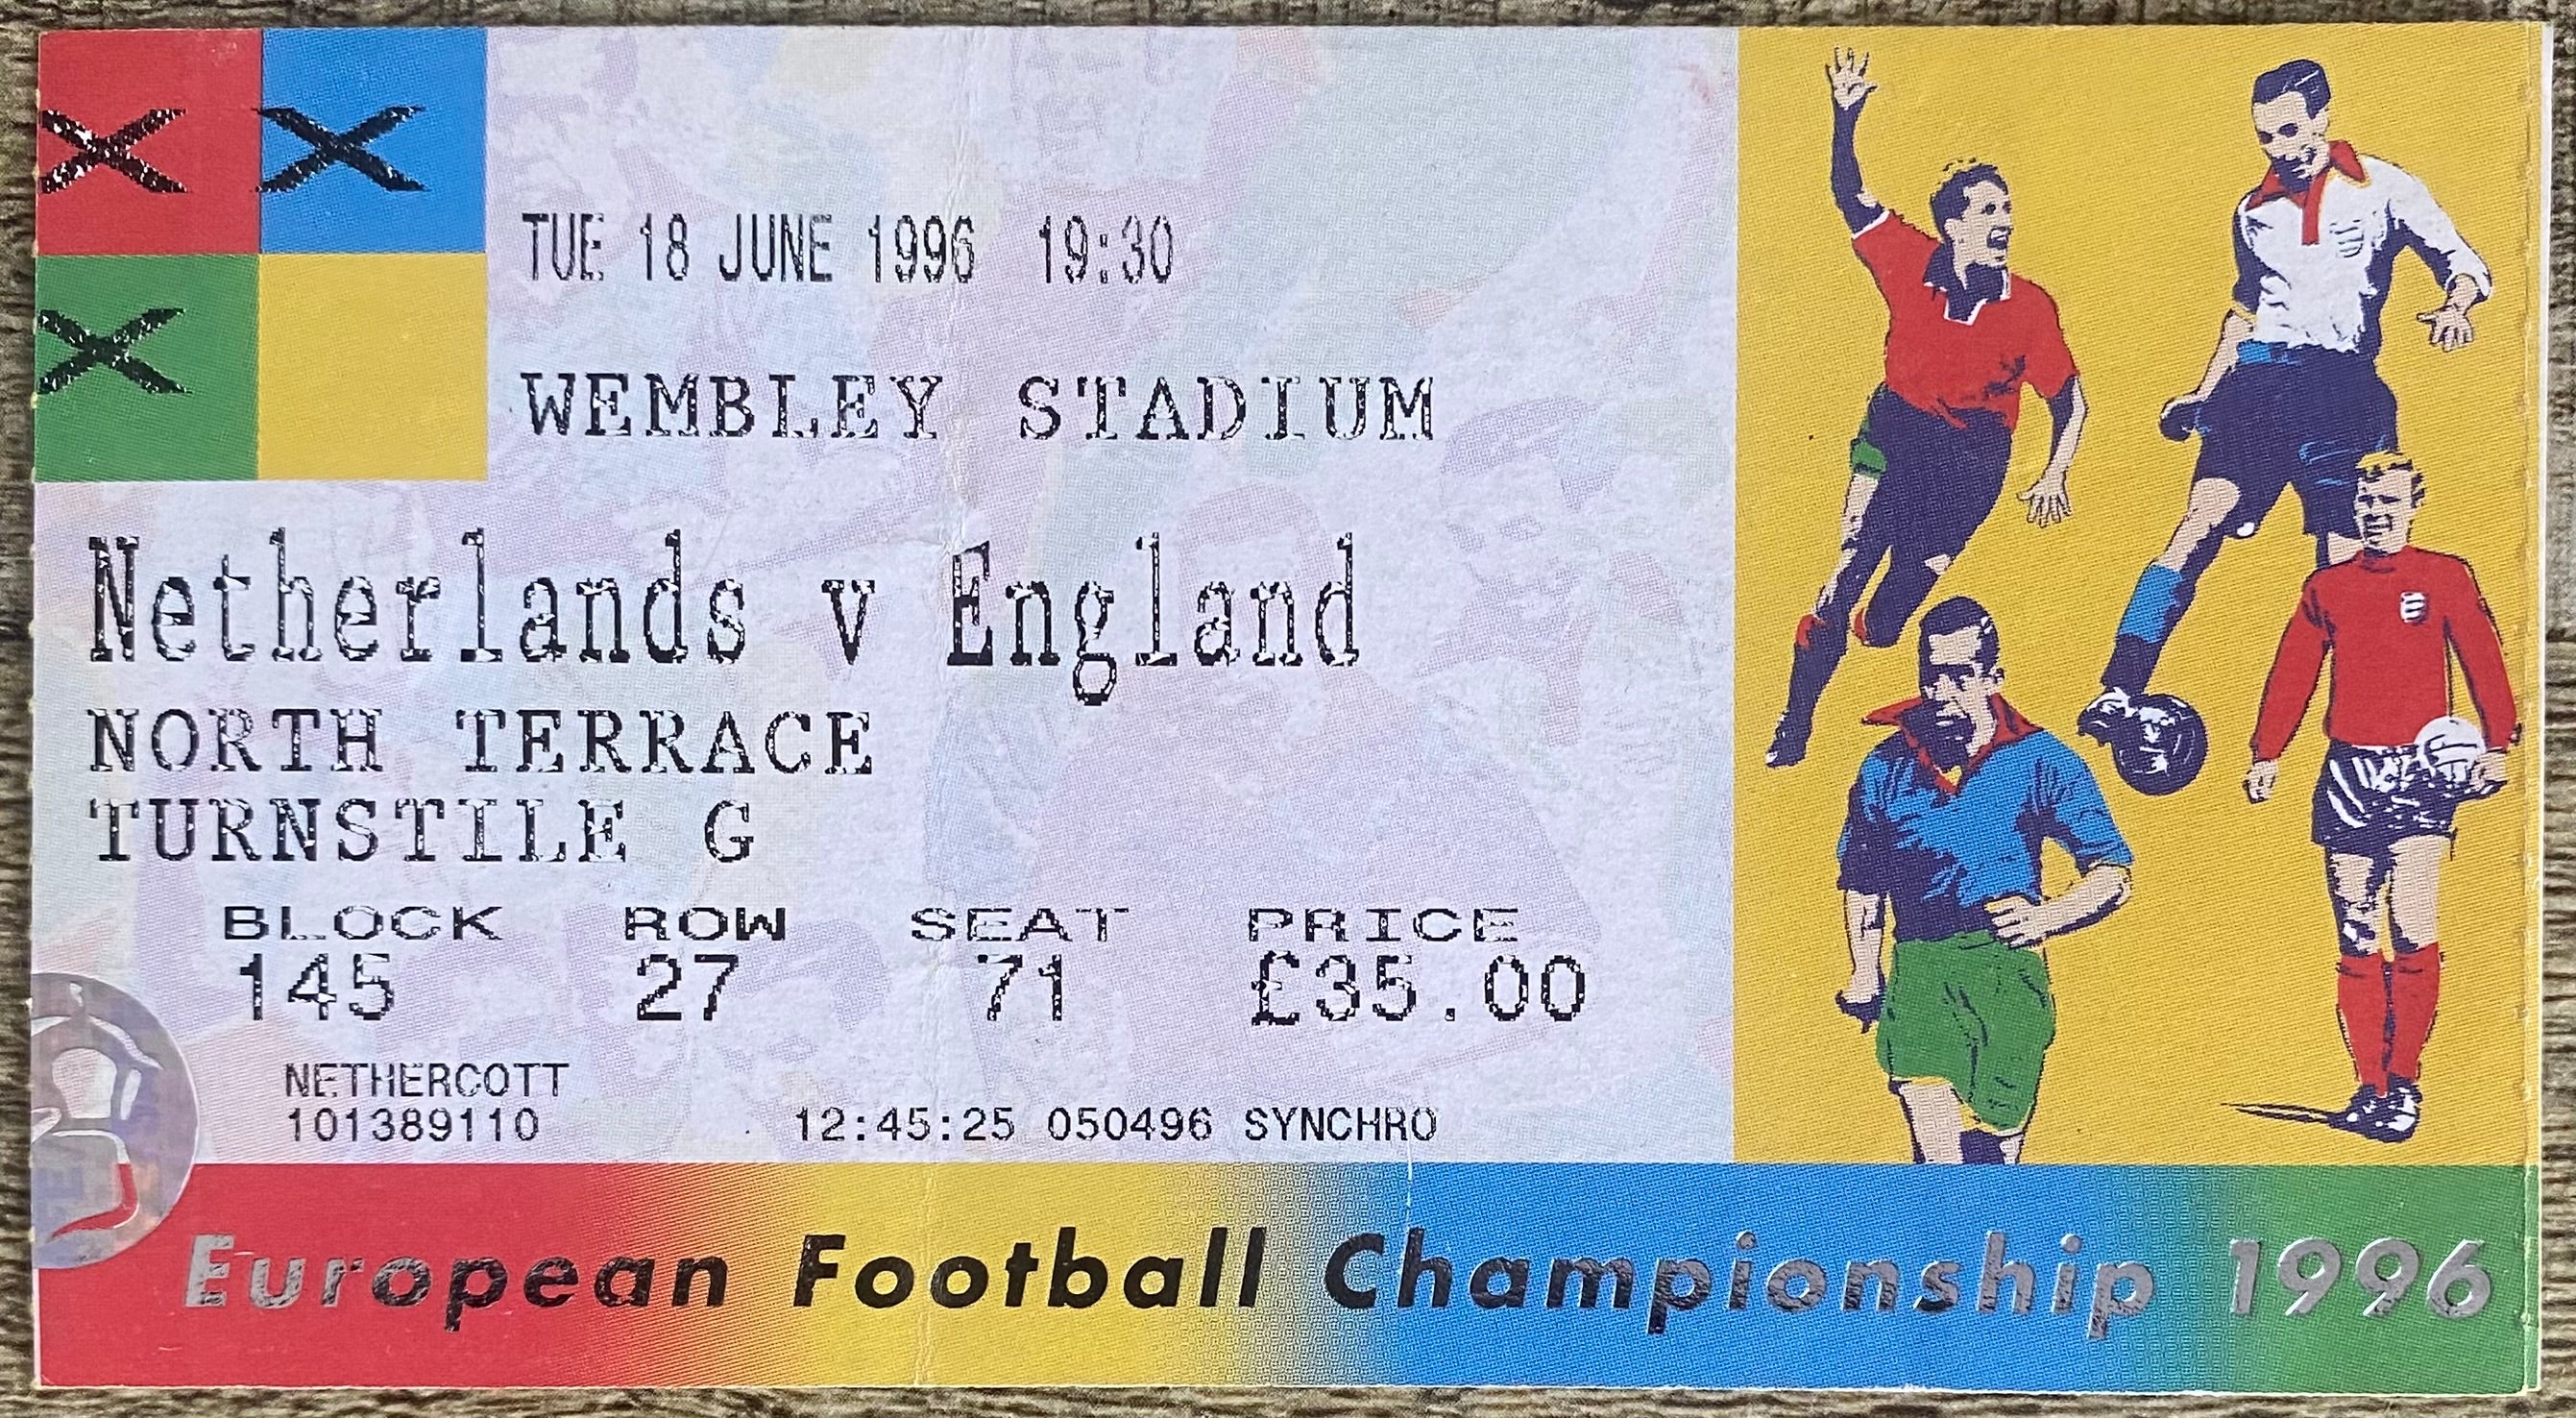 TUE 18 JUNE 1996 19:30
WEMBLEY STADIUM
Netherlands v England
NORTH TERRACE
TURNSTILE G
BLOCK ROW SEAT PRICE
145 27 71 £35.00
NETHERCOTT
101389110 12:45:25 050496 SYNCHRO
European Football Championship 1996